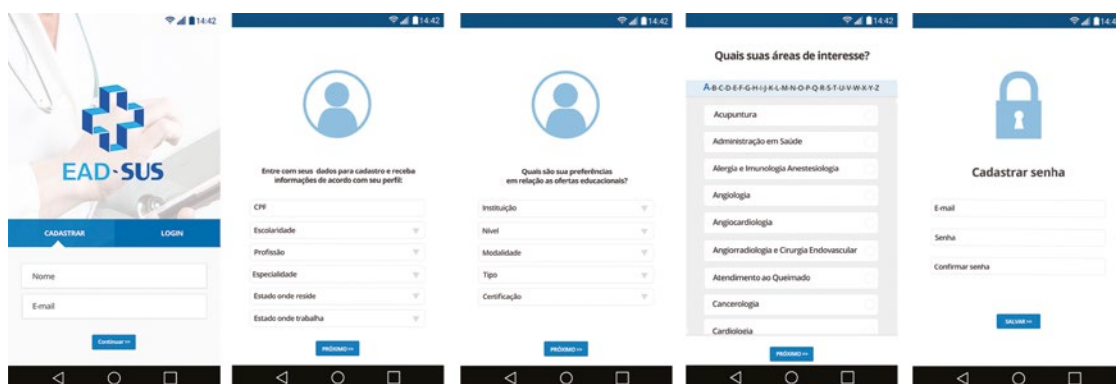 14:42
EAD-SUS
CADASTRAR
LOGIN
Nome
E-mail
Continuar >>
14:42
Entre com seus dados para cadastro e receba
informações de acordo com seu perfil:
CPF
Escolaridade
Profissão
Especialidade
Estado onde reside
Estado onde trabalha
PRÓXIMO >>
14:42
Quais são sua preferências
em relação as ofertas educacionais?
Instituição
Nível
Modalidade
Tipo
Certificação
PRÓXIMO >>
14:42
Quais suas áreas de interesse?
A-B-C-D-E-F-G-H-I-J-K-L-M-N-O-P-Q-R-S-T-U-V-W-X-Y-Z
Acupuntura
Administração em Saúde
Alergia e Imunologia Anestesiologia
Angiologia
Angiocardiologia
Angiorradiologia e Cirurgia Endovascular
Atendimento ao Queimado
Cancerologia
Cardiologia
PRÓXIMO >>
14:42
Cadastrar senha
E-mail
Senha
Confirmar senha
SALVAR >>